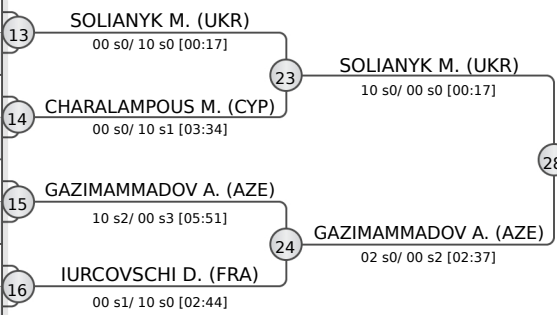 SOLIANYK M. (UKR)
13
00 s0/ 10 s0 [00:17]
23
SOLIANYK M. (UKR)
10 s0/ 00 s0 [00:17]
14
CHARALAMPOUS M. (CYP)
00 s0/ 10 s1 [03:34]
28
15
GAZIMAMMADOV A. (AZE)
10 s2/ 00 s3 [05:51]
24
GAZIMAMMADOV A. (AZE)
02 s0/ 00 s2 [02:37]
16
IURCOVSCHI D. (FRA)
00 s1/ 10 s0 [02:44]